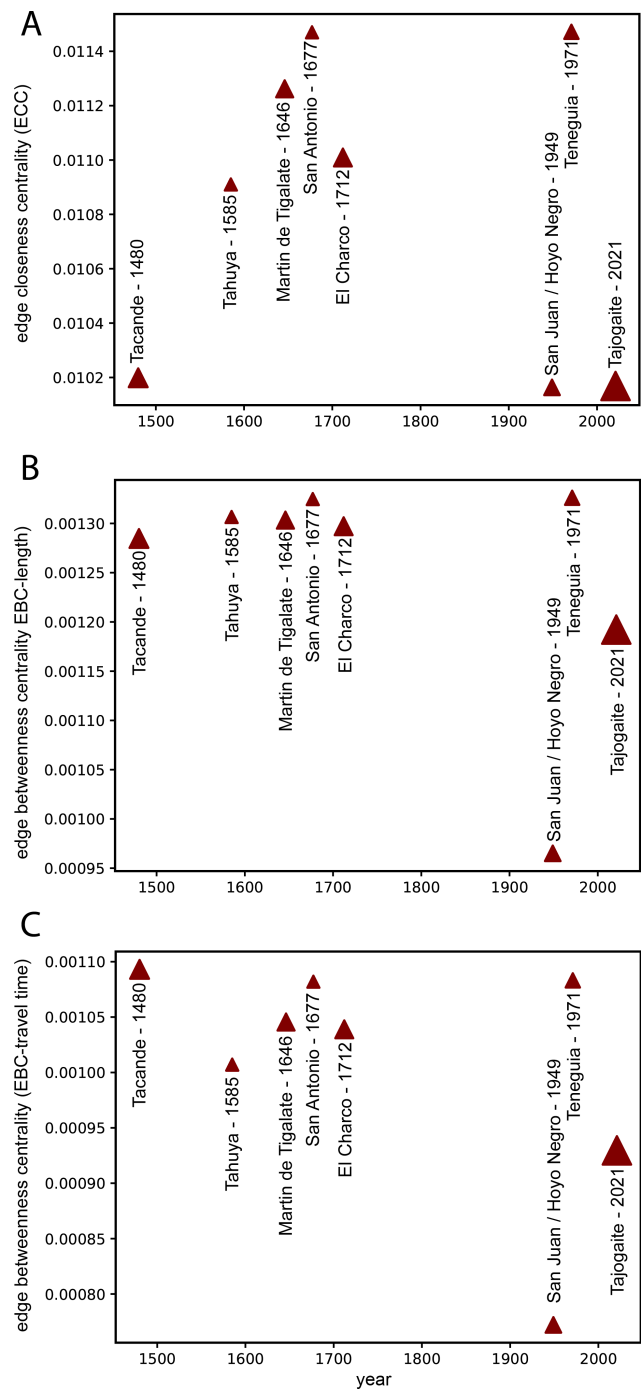 A
edge closeness centrality (ECC)
0.0114
0.0112
0.0110
0.0108
0.0106
0.0104
0.0102
Tacande - 1480
Tahuya - 1585
Martin de Tigalate - 1646
San Antonio - 1677
El Charco - 1712
San Juan / Hoyo Negro - 1949
Teneguia - 1971
Tajogaite - 2021
1500
1600
1700
1800
1900
2000
B
edge betweenness centrality EBC-length)
0.00130
0.00125
0.00120
0.00115
0.00110
0.00105
0.00100
0.00095
Tacande - 1480
Tahuya - 1585
Martin de Tigalate - 1646
San Antonio - 1677
El Charco - 1712
San Juan / Hoyo Negro - 1949
Teneguia - 1971
Tajogaite - 2021
1500
1600
1700
1800
1900
2000
C
edge betweenness centrality (EBC-travel time)
0.00110
0.00105
0.00100
0.00095
0.00090
0.00085
0.00080
Tacande - 1480
Tahuya - 1585
Martin de Tigalate - 1646
San Antonio - 1677
El Charco - 1712
San Juan / Hoyo Negro - 1949
Teneguia - 1971
Tajogaite - 2021
1500
1600
1700
1800
1900
2000
year